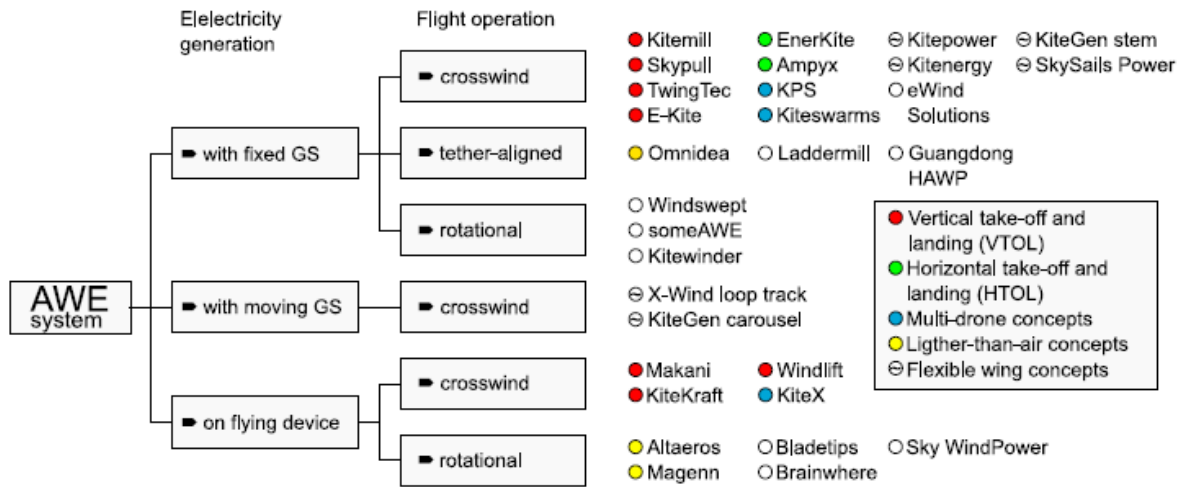 Elelectricity
generation
Flight operation
AWE
system
with fixed GS
with moving GS
on flying device
crosswind
tether-aligned
rotational
crosswind
crosswind
rotational
Kitemill EnerKite Kitepower KiteGen stem
Skypull Ampyx Kitenergy SkySails Power
TwingTec KPS eWind
E-Kite Kiteswarms Solutions
Omnidea Laddermill Guangdong
HAWP
Windswept
someAWE
Kitewinder
X-Wind loop track
KiteGen carousel
Makani Windlift
KiteKraft KiteX
Altaeros Bladetips Sky WindPower
Magenn Brainwhere
Vertical take-off and
landing (VTOL)
Horizontal take-off and
landing (HTOL)
Multi-drone concepts
Ligther-than-air concepts
Flexible wing concepts